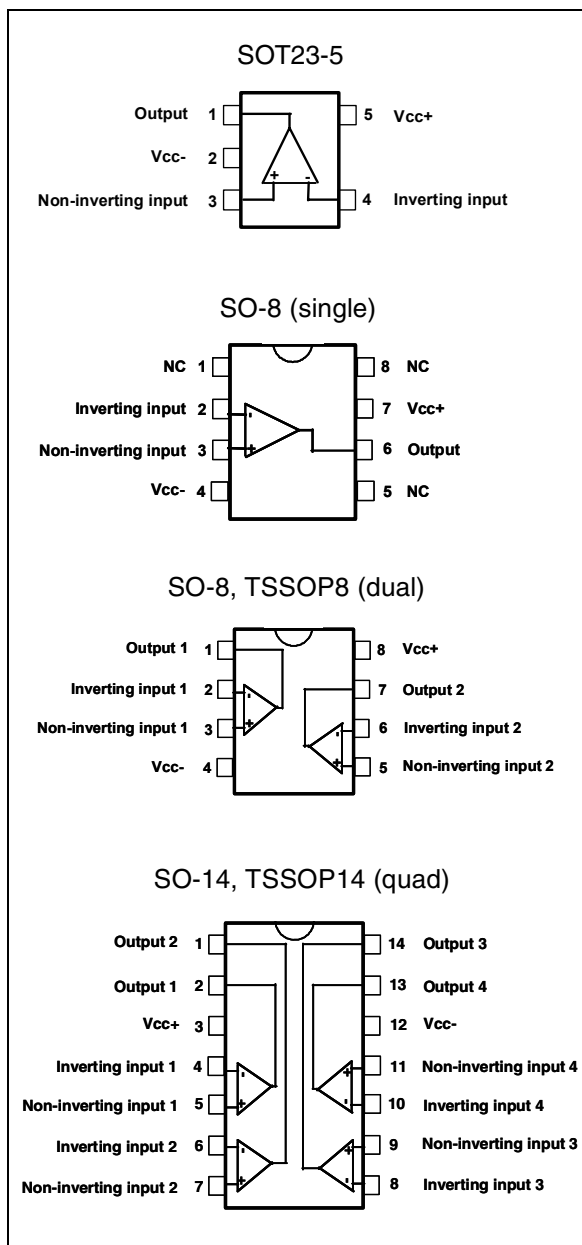 SOT23-5
Output 1 5 Vcc+
Vcc- 2
Non-inverting input 3 + - 4 Inverting input
SO-8 (single)
NC 1 8 NC
Inverting input 2 - 7 Vcc+
Non-inverting input 3 + 6 Output
Vcc- 4 5 NC
SO-8, TSSOP8 (dual)
Output 1 1 8 Vcc+
Inverting input 1 2 - 7 Output 2
Non-inverting input 1 3 + - 6 Inverting input 2
Vcc- 4 + 5 Non-inverting input 2
SO-14, TSSOP14 (quad)
Output 2 1 14 Output 3
Output 1 2 13 Output 4
Vcc+ 3 12 Vcc-
Inverting input 1 4 - + 11 Non-inverting input 4
Non-inverting input 1 5 + - 10 Inverting input 4
Inverting input 2 6 - + 9 Non-inverting input 3
Non-inverting input 2 7 + - 8 Inverting input 3